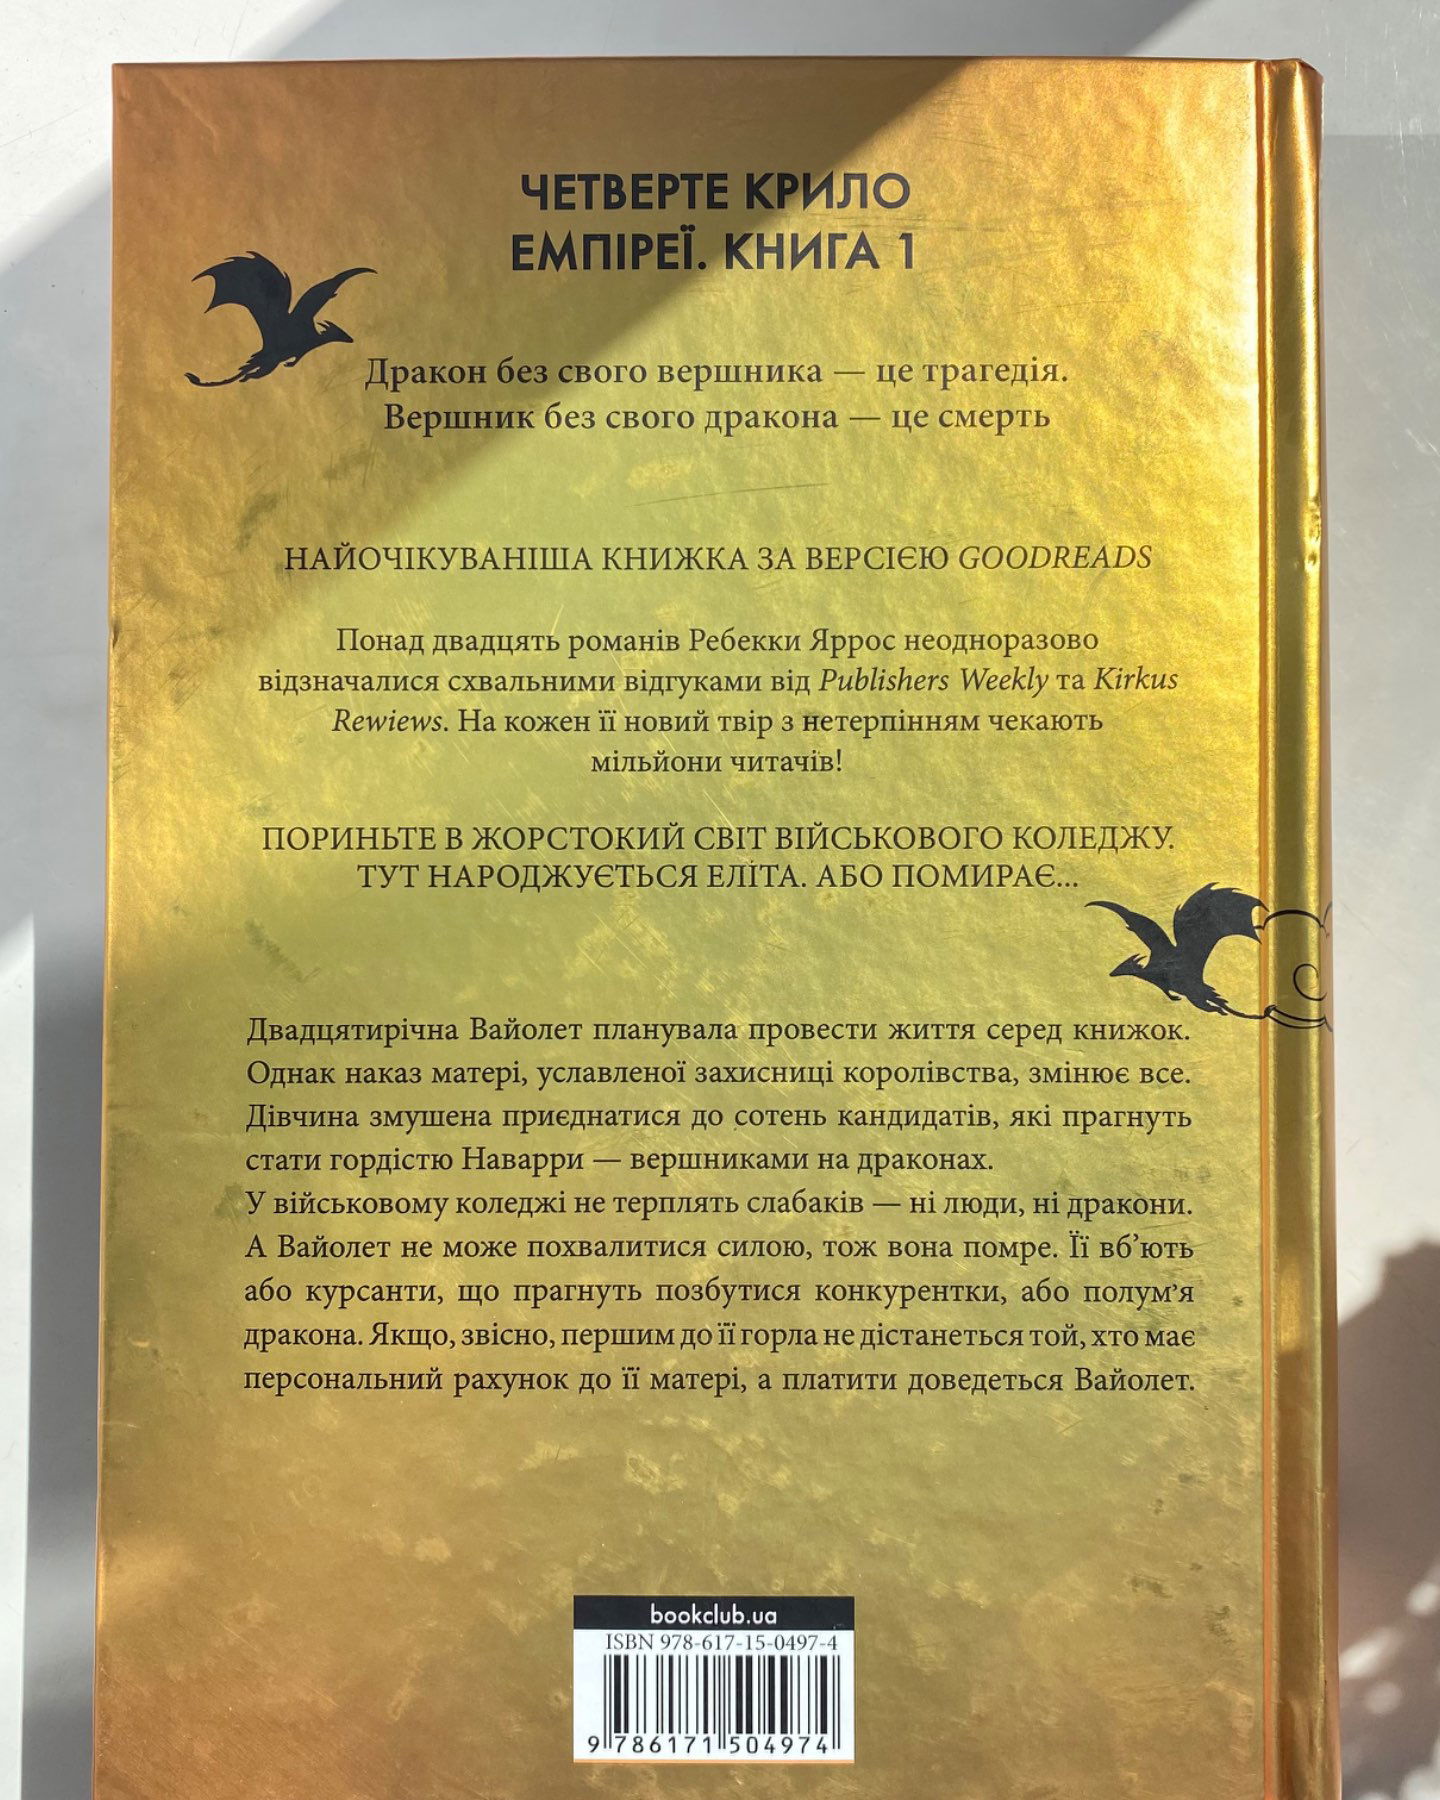 ЧЕТВЕРТЕ КРИЛО
ЕМПІРЕЇ. КНИГА 1
Дракон без свого вершника — це трагедія.
Вершник без свого дракона — це смерть
НАЙОЧІКУВАНІША КНИЖКА ЗА ВЕРСІЄЮ GOODREADS
Понад двадцять романів Ребекки Яррос неодноразово
відзначалися схвальними відгуками від Publishers Weekly та Kirkus
Rewiews. На кожен її новий твір з нетерпінням чекають
мільйони читачів!
ПОРИНЬТЕ В ЖОРСТОКИЙ СВІТ ВІЙСЬКОВОГО КОЛЕДЖУ.
ТУТ НАРОДЖУЄТЬСЯ ЕЛІТА. АБО ПОМИРАЄ...
Двадцятирічна Вайолет планувала провести життя серед книжок.
Однак наказ матері, уславленої захисниці королівства, змінює все.
Дівчина змушена приєднатися до сотень кандидатів, які прагнуть
стати гордістю Наварри — вершниками на драконах.
У військовому коледжі не терплять слабаків — ні люди, ні дракони.
А Вайолет не може похвалитися силою, тож вона помре. Її вб’ють
або курсанти, що прагнуть позбутися конкурентки, або полум’я
дракона. Якщо, звісно, першим до її горла не дістанеться той, хто має
персональний рахунок до її матері, а платити доведеться Вайолет.
bookclub.ua
ISBN 978-617-15-0497-4
9 786171 504974